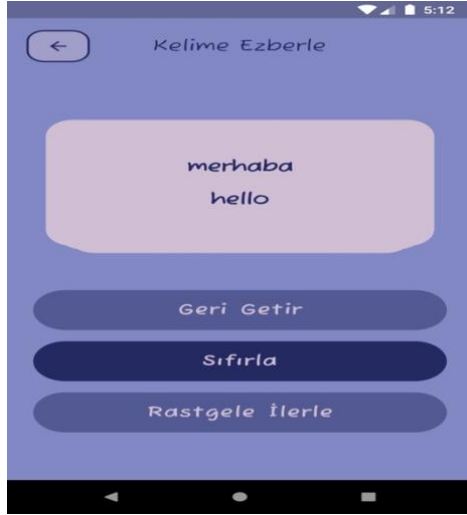 5:12
Kelime Ezberle
merhaba
hello
Geri Getir
Sıfırla
Rastgele İlerle